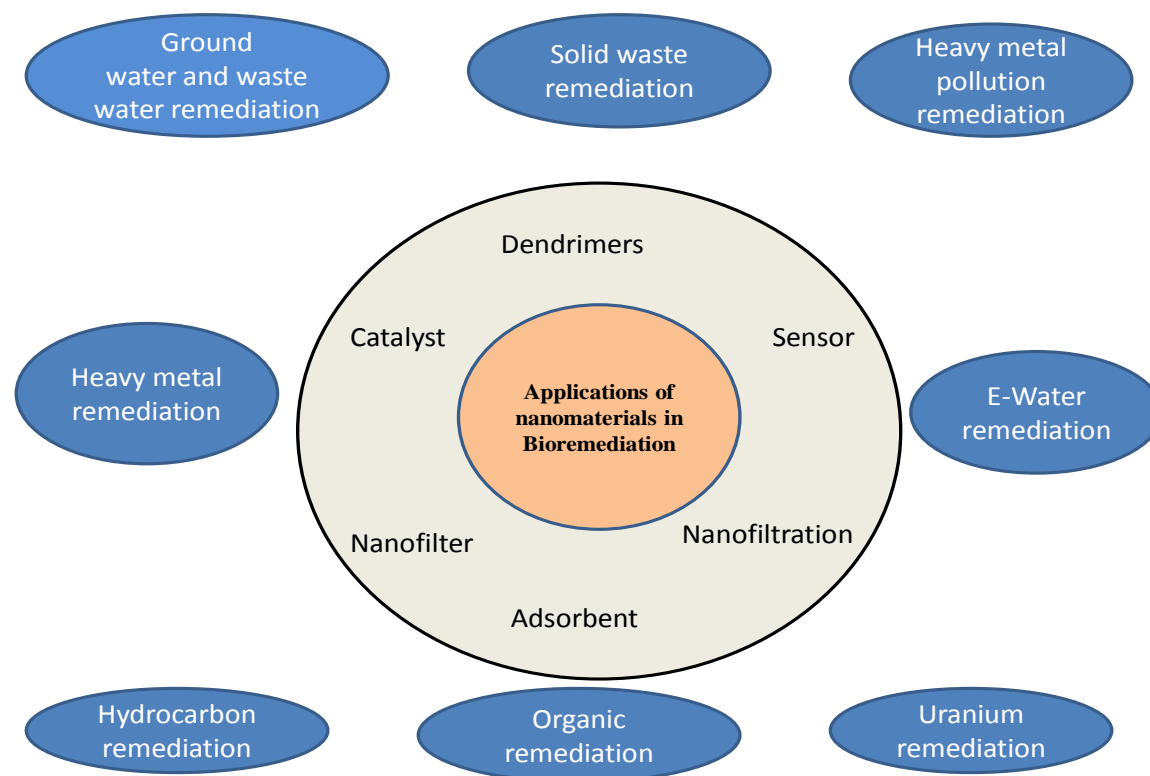 Ground
water and waste
water remediation
Solid waste
remediation
Heavy metal
pollution
remediation
Dendrimers
Catalyst
Sensor
Heavy metal
remediation
Applications of
nanomaterials in
Bioremediation
E-Water
remediation
Nanofilter
Nanofiltration
Adsorbent
Hydrocarbon
remediation
Organic
remediation
Uranium
remediation